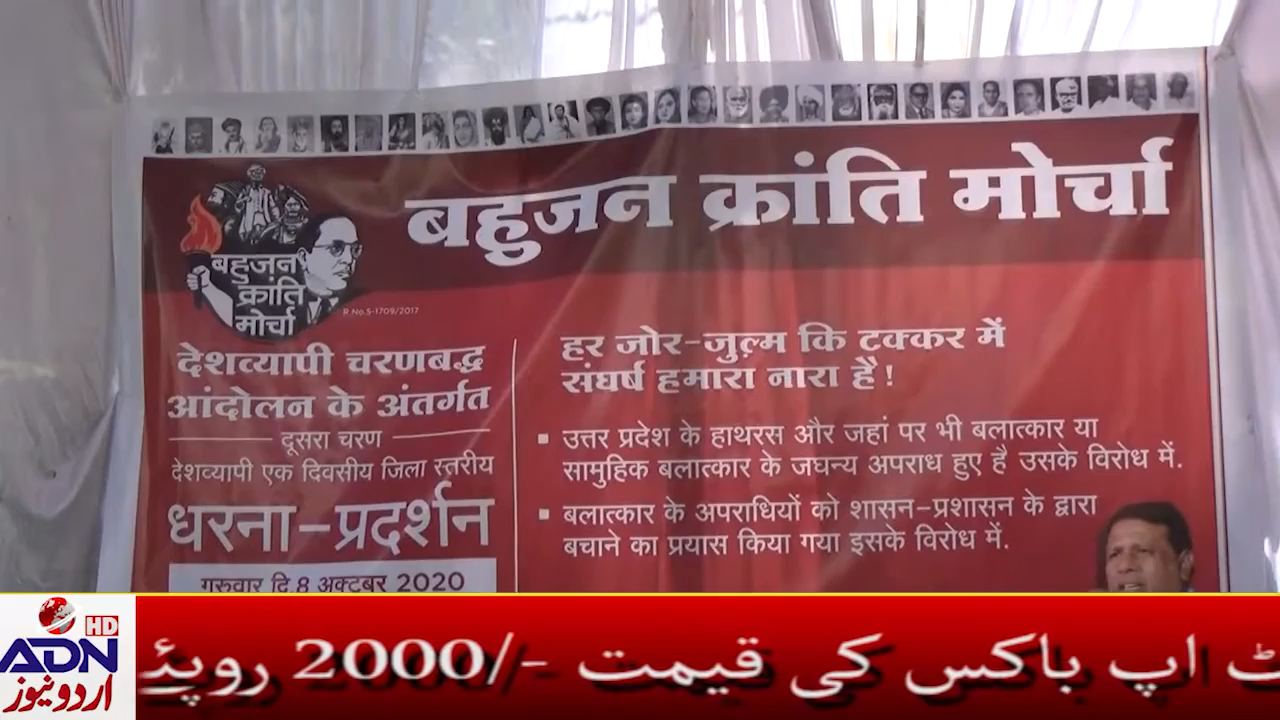 बहुजन क्रांति मोर्चा
बहुजन
क्रांति
मोर्चा
R No.S-1709/2017
देशव्यापी चरणबद्ध
आंदोलन के अंतर्गत
दूसरा चरण
देशव्यापी एक दिवसीय जिला स्तरीय
धरना-प्रदर्शन
गुरुवार दि 8 अक्टूबर 2020
हर जोर-जुल़्म कि टक्कर में
संघर्ष हमारा नारा है!
▪ उत्तर प्रदेश के हाथरस और जहां पर भी बलात्कार या
सामुहिक बलात्कार के जघन्य अपराध हुए है उसके विरोध में.
▪ बलात्कार के अपराधियों को शासन-प्रशासन के द्वारा
बचाने का प्रयास किया गया इसके विरोध में.
HD
ADN
اردو نیوز
ٹ اپ باکس کی قیمت -/2000 روپئے